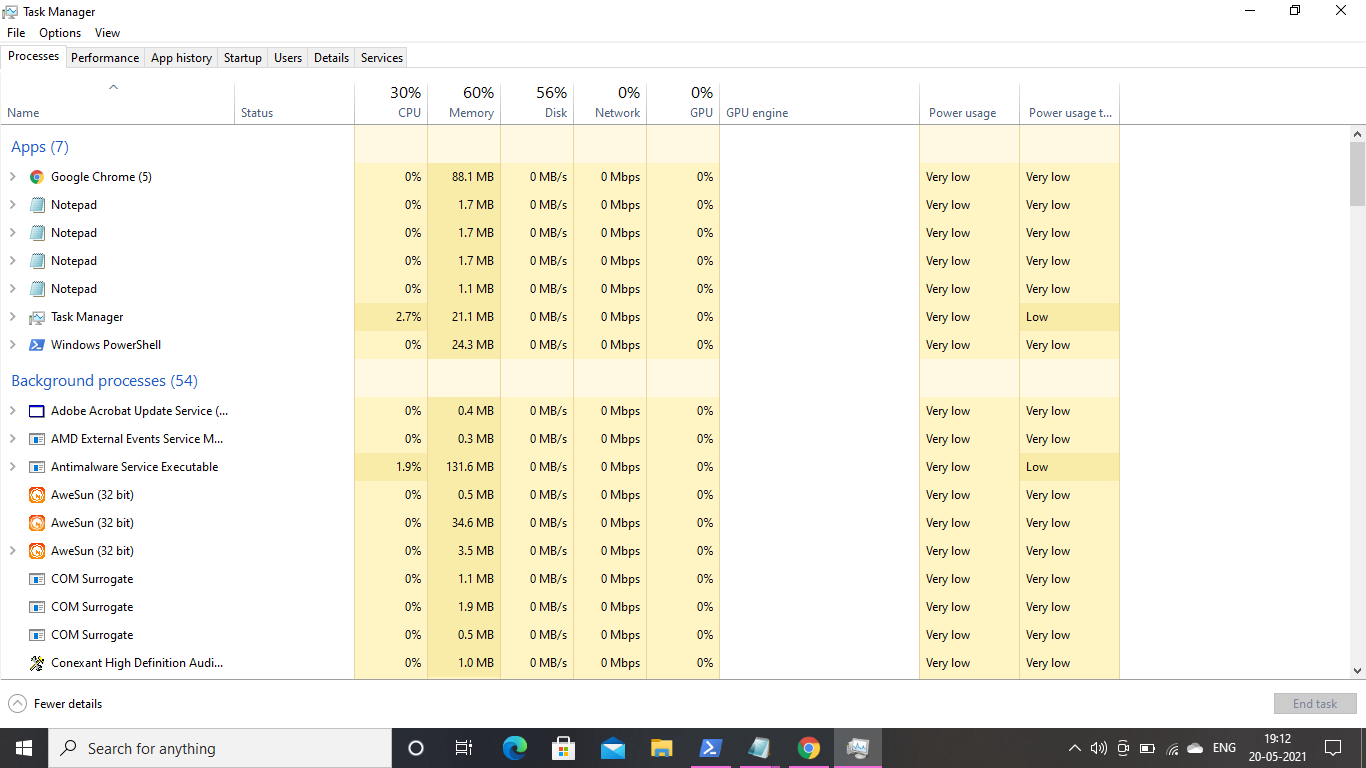 Task Manager
File Options View
Processes Performance App history Startup Users Details Services
30% 60% 56% 0% 0%
Name Status CPU Memory Disk Network GPU GPU engine Power usage Power usage t...
Apps (7)
Google Chrome (5) 0% 88.1 MB 0 MB/s 0 Mbps 0% Very low Very low
Notepad 0% 1.7 MB 0 MB/s 0 Mbps 0% Very low Very low
Notepad 0% 1.7 MB 0 MB/s 0 Mbps 0% Very low Very low
Notepad 0% 1.7 MB 0 MB/s 0 Mbps 0% Very low Very low
Notepad 0% 1.1 MB 0 MB/s 0 Mbps 0% Very low Very low
Task Manager 2.7% 21.1 MB 0 MB/s 0 Mbps 0% Very low Low
Windows PowerShell 0% 24.3 MB 0 MB/s 0 Mbps 0% Very low Very low
Background processes (54)
Adobe Acrobat Update Service (... 0% 0.4 MB 0 MB/s 0 Mbps 0% Very low Very low
AMD External Events Service M... 0% 0.3 MB 0 MB/s 0 Mbps 0% Very low Very low
Antimalware Service Executable 1.9% 131.6 MB 0 MB/s 0 Mbps 0% Very low Low
AweSun (32 bit) 0% 0.5 MB 0 MB/s 0 Mbps 0% Very low Very low
AweSun (32 bit) 0% 34.6 MB 0 MB/s 0 Mbps 0% Very low Very low
AweSun (32 bit) 0% 3.5 MB 0 MB/s 0 Mbps 0% Very low Very low
COM Surrogate 0% 1.1 MB 0 MB/s 0 Mbps 0% Very low Very low
COM Surrogate 0% 1.9 MB 0 MB/s 0 Mbps 0% Very low Very low
COM Surrogate 0% 0.5 MB 0 MB/s 0 Mbps 0% Very low Very low
Conexant High Definition Audi... 0% 1.0 MB 0 MB/s 0 Mbps 0% Very low Very low
Fewer details End task
Search for anything ENG 19:12
20-05-2021